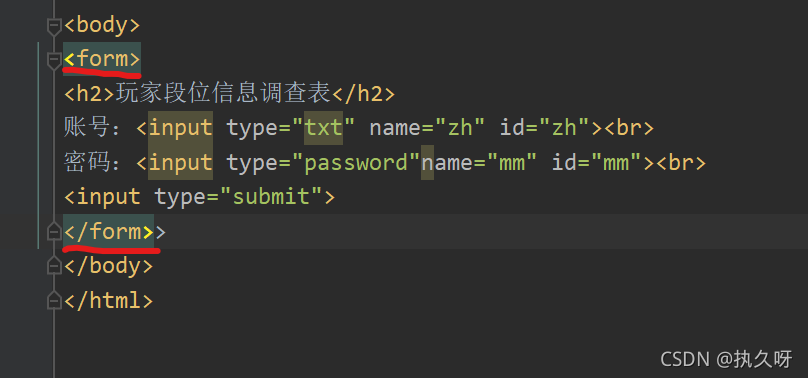 <body>
<form>
<h2>玩家段位信息调查表</h2>
账号：<input type="txt" name="zh" id="zh"><br>
密码：<input type="password"name="mm" id="mm"><br>
<input type="submit">
</form>>
</body>
</html>
CSDN @执久呀